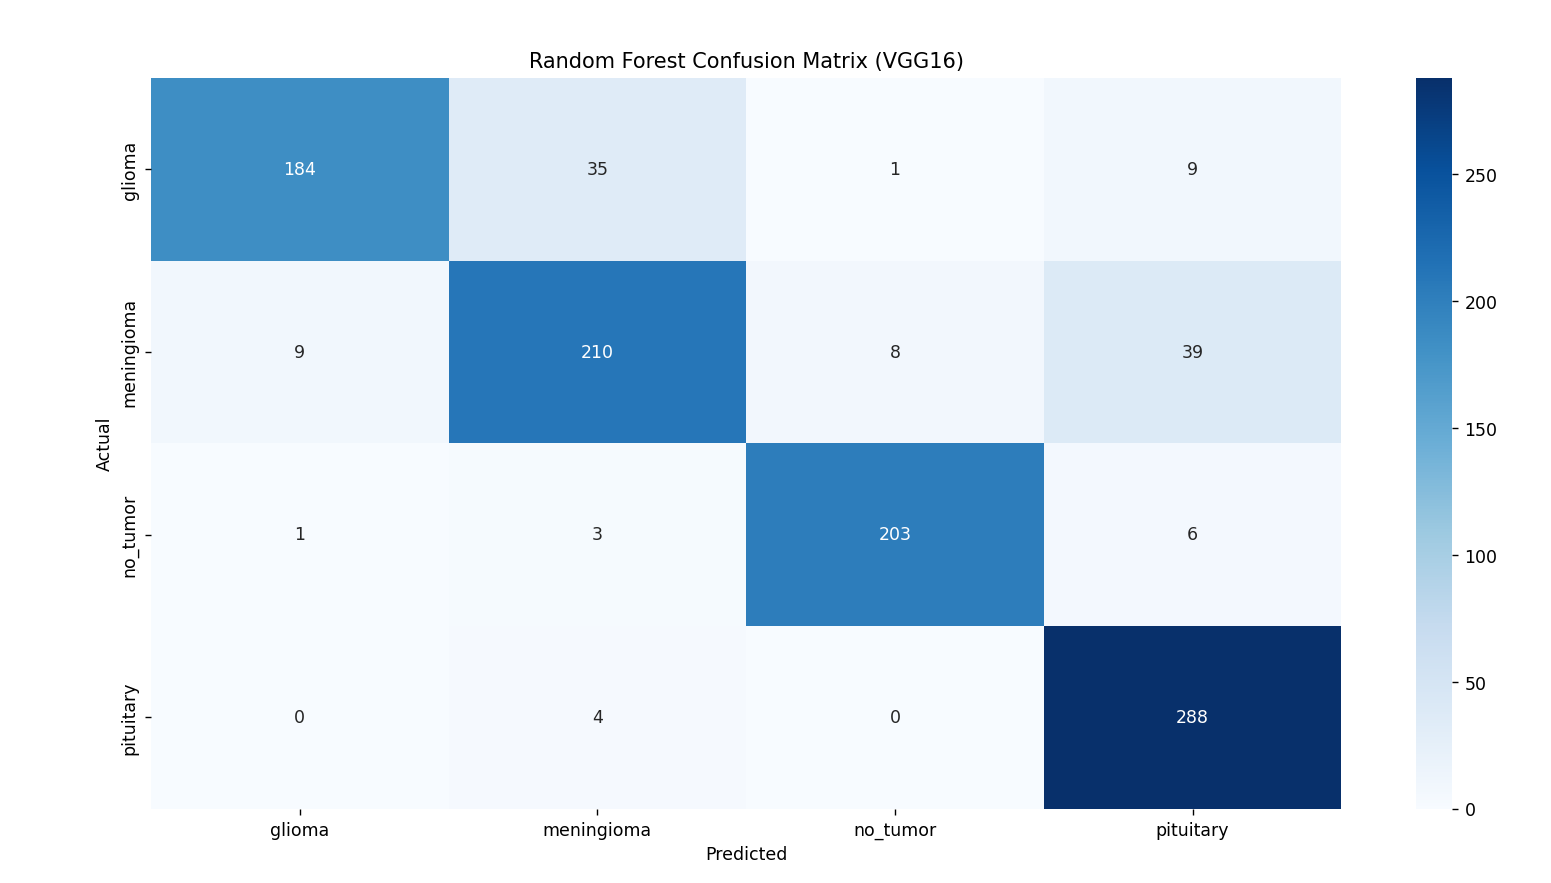 Random Forest Confusion Matrix (VGG16)
Actual
glioma
184 35 1 9
meningioma
9 210 8 39
no_tumor
1 3 203 6
pituitary
0 4 0 288
glioma meningioma no_tumor pituitary
Predicted
250
200
150
100
50
0